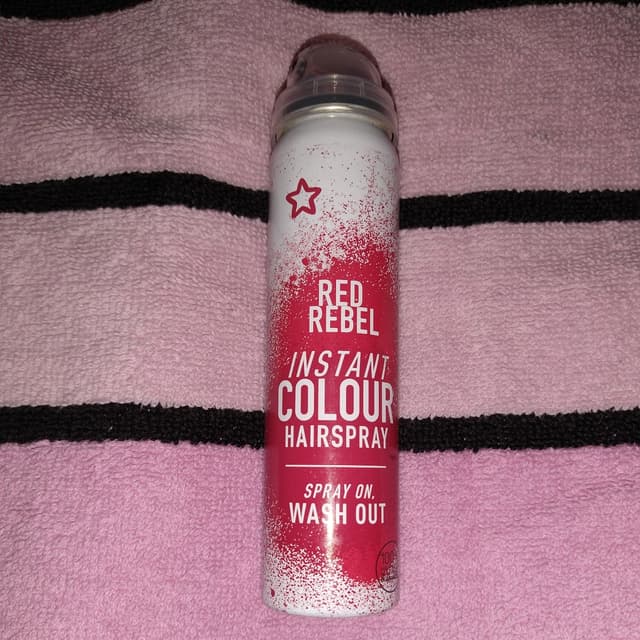 RED
REBEL
INSTANT
COLOUR
HAIRSPRAY
SPRAY ON,
WASH OUT